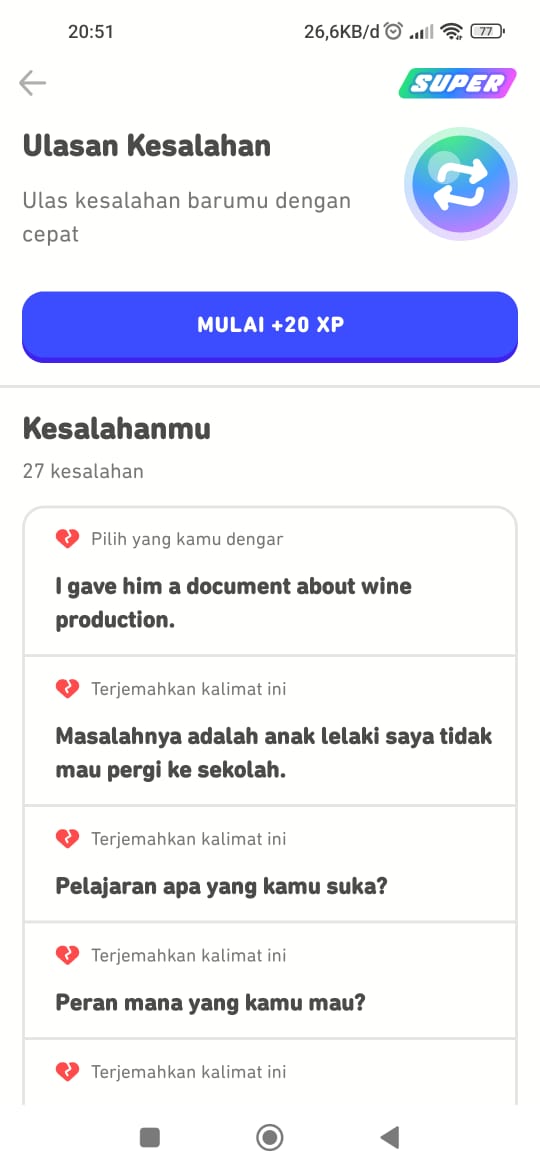 20:51
26,6KB/d
77
SUPER
Ulasan Kesalahan
Ulas kesalahan barumu dengan
cepat
MULAI +20 XP
Kesalahanmu
27 kesalahan
Pilih yang kamu dengar
I gave him a document about wine
production.
Terjemahkan kalimat ini
Masalahnya adalah anak lelaki saya tidak
mau pergi ke sekolah.
Terjemahkan kalimat ini
Pelajaran apa yang kamu suka?
Terjemahkan kalimat ini
Peran mana yang kamu mau?
Terjemahkan kalimat ini